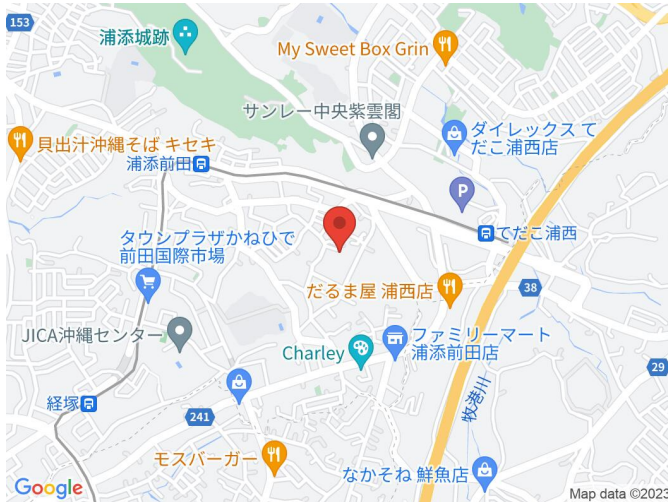 153
浦添城跡
My Sweet Box Grin
サンレー中央紫雲閣
ダイレックス て
だこ浦西店
貝出汁沖縄そば キセキ
浦添前田
P
てだこ浦西
タウンプラザかねひで
前田国際市場
だるま屋 浦西店
38
JICA沖縄センター
ファミリーマート
浦添前田店
Charley
29
経塚
241
牧港川
モスバーガー
なかそね 鮮魚店
Google
Map data ©202